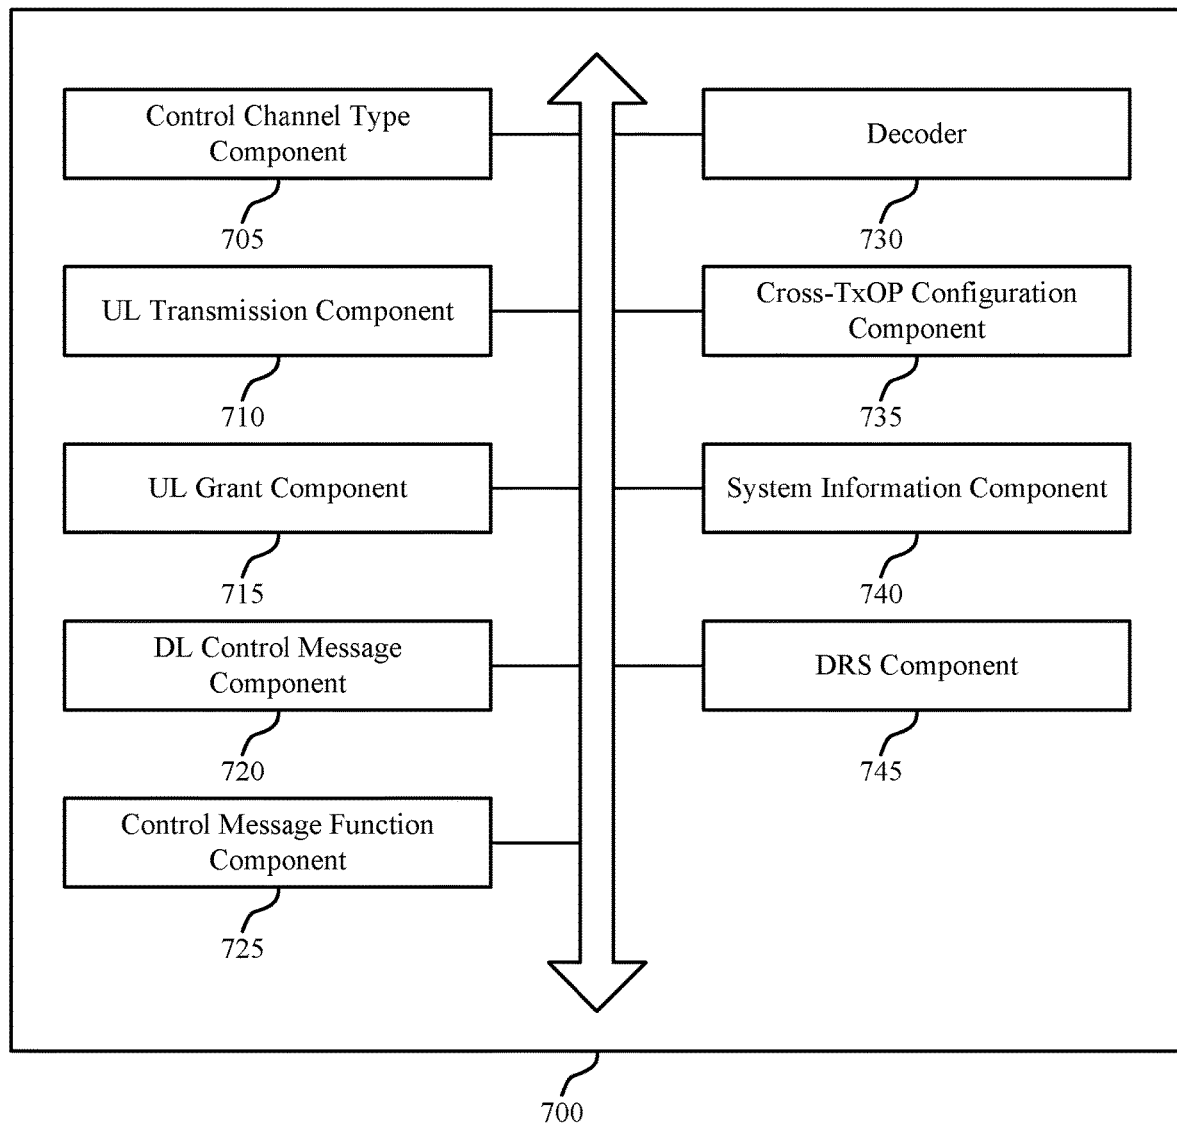 Control Channel Type
Component
705
UL Transmission Component
710
UL Grant Component
715
DL Control Message
Component
720
Control Message Function
Component
725
Decoder
730
Cross-TxOP Configuration
Component
735
System Information Component
740
DRS Component
745
700